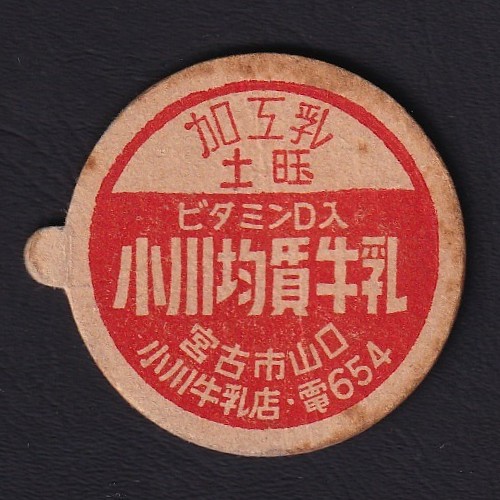 加工乳
土曜
ビタミンD入
小川均質牛乳
宮古市山口
小川牛乳店・電654